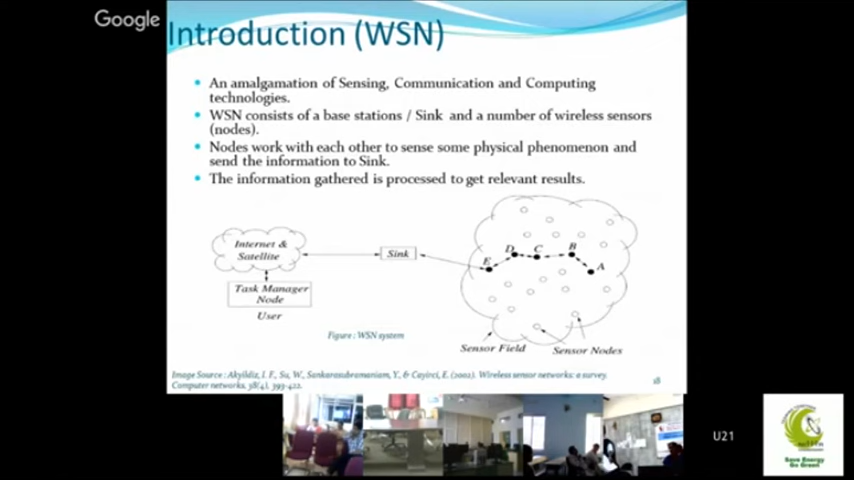 Google
Introduction (WSN)
• An amalgamation of Sensing, Communication and Computing
technologies.
• WSN consists of a base stations / Sink and a number of wireless sensors
(nodes).
• Nodes work with each other to sense some physical phenomenon and
send the information to Sink.
• The information gathered is processed to get relevant results.
Internet &
Satellite
Sink
E
D
C
B
A
Task Manager
Node
User
Figure : WSN system
Sensor Field
Sensor Nodes
Image Source : Akyildiz, I. F., Su, W., Sankarasubramaniam, Y., & Cayirci, E. (2002). Wireless sensor networks: a survey.
Computer networks, 38(4), 393-422.
18
U21
Save Energy
Go Green